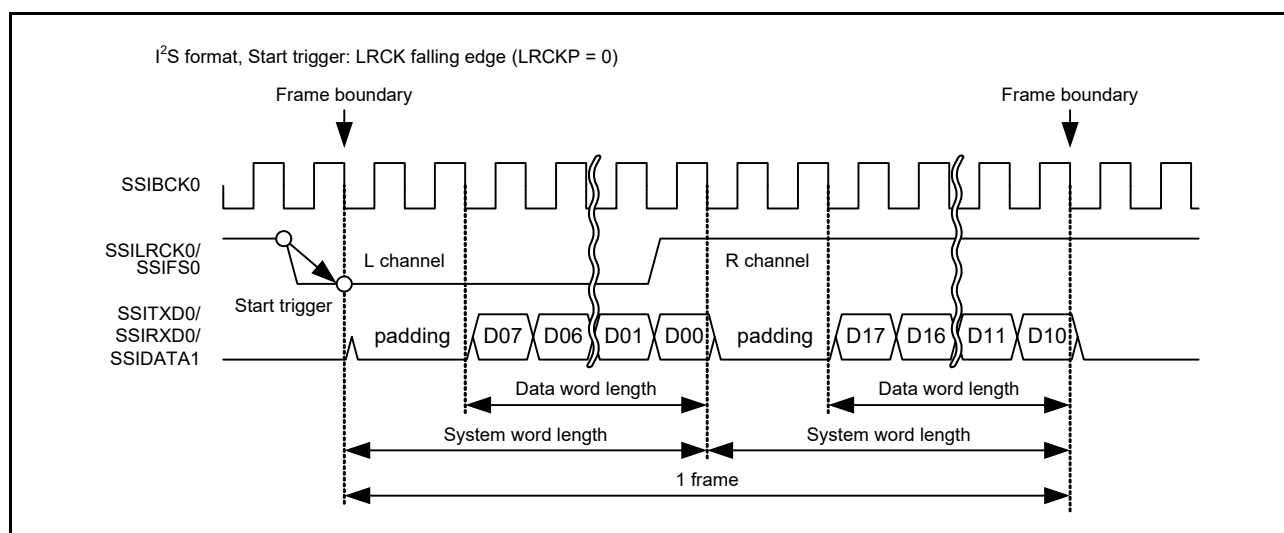 I²S format, Start trigger: LRCK falling edge (LRCKP = 0)
Frame boundary Frame boundary
SSIBCK0
SSILRCK0/
SSIFS0
L channel R channel
Start trigger
SSITXD0/
SSIRXD0/
SSIDATA1
padding D07 D06 D01 D00 padding D17 D16 D11 D10
Data word length Data word length
System word length System word length
1 frame